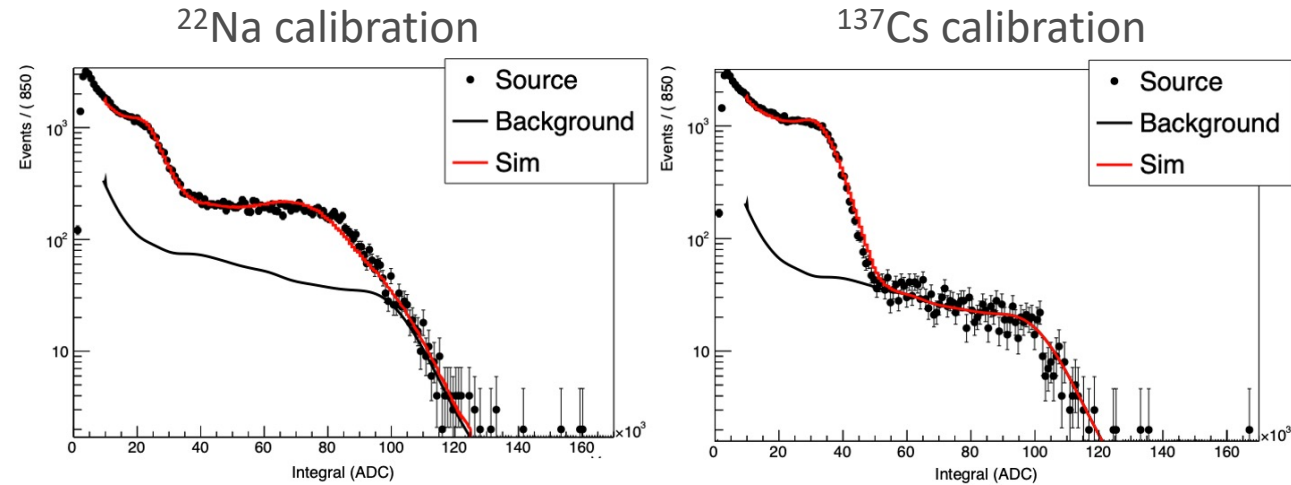 ²²Na calibration
Events / ( 850 )
Source
Background
Sim
10³
10²
10
0 20 40 60 80 100 120 140 160
×10³
Integral (ADC)
¹³⁷Cs calibration
Events / ( 850 )
Source
Background
Sim
10³
10²
10
0 20 40 60 80 100 120 140 160
×10³
Integral (ADC)